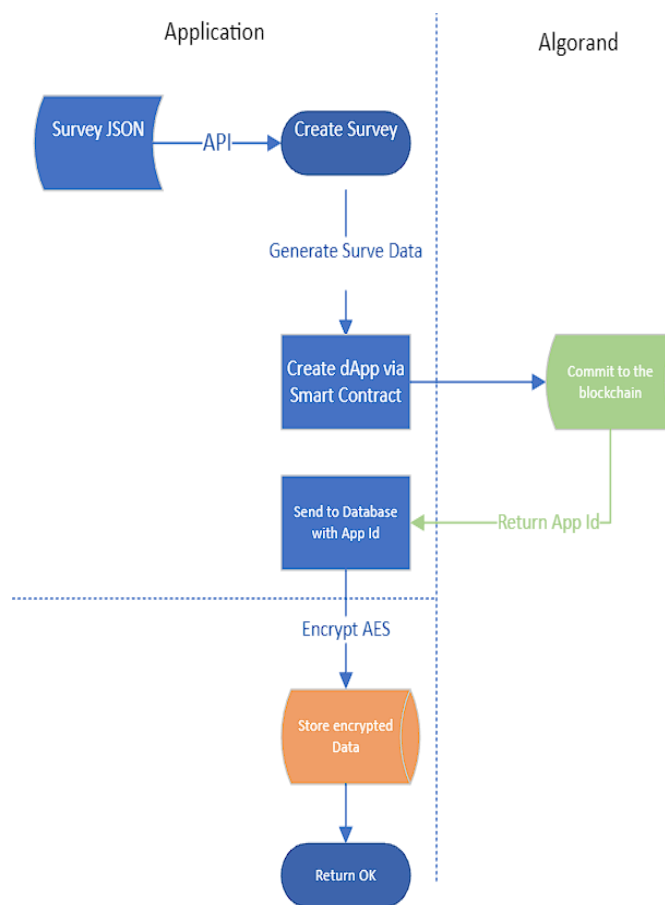 Application
Algorand
Survey JSON
API
Create Survey
Generate Surve Data
Create dApp via
Smart Contract
Commit to the
blockchain
Send to Database
with App Id
Return App Id
Encrypt AES
Store encrypted
Data
Return OK